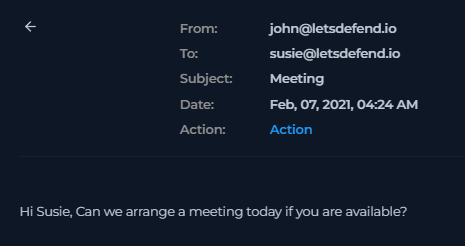 From: john@letsdefend.io
To: susie@letsdefend.io
Subject: Meeting
Date: Feb, 07, 2021, 04:24 AM
Action: Action
Hi Susie, Can we arrange a meeting today if you are available?